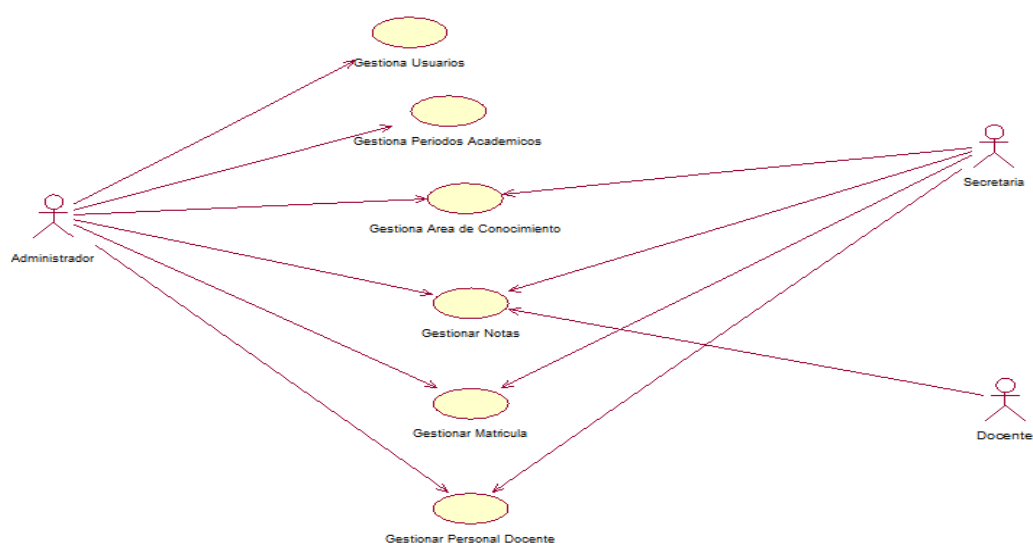 Gestiona Usuarios
Gestiona Periodos Academicos
Secretaria
Gestiona Area de Conocimiento
Administrador
Gestionar Notas
Gestionar Matricula
Docente
Gestionar Personal Docente